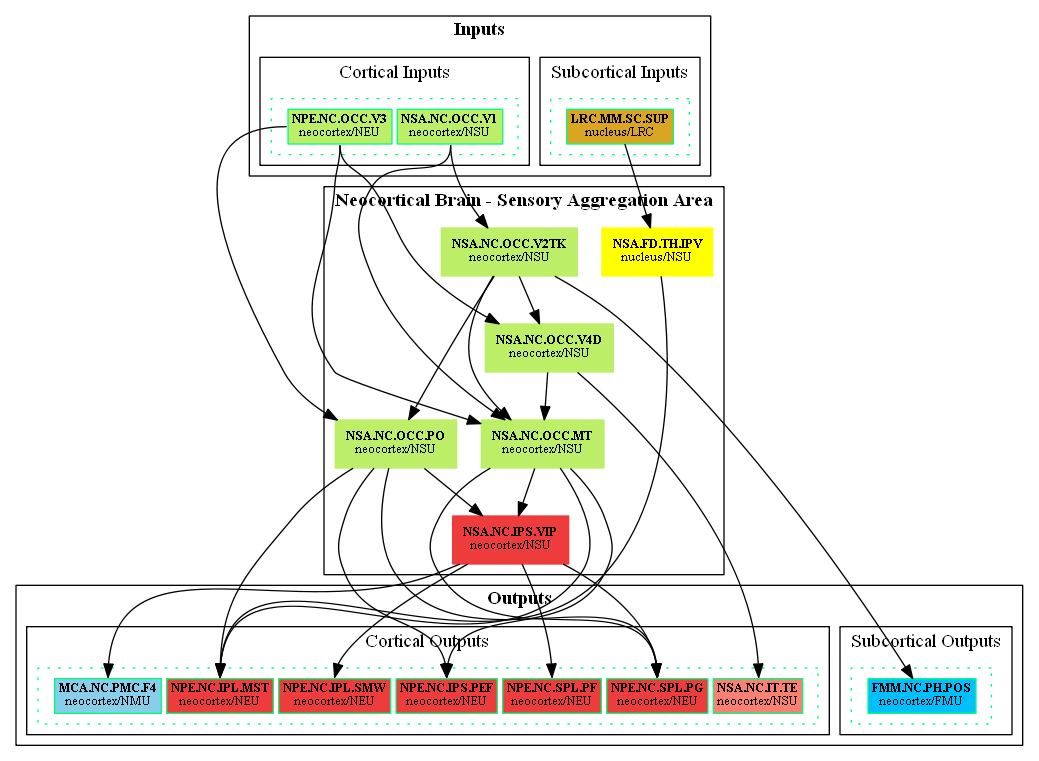 Inputs
Cortical Inputs
Subcortical Inputs
NPE.NC.OCC.V3
neocortex/NEU
NSA.NC.OCC.V1
neocortex/NSU
LRC.MM.SC.SUP
nucleus/LRC
Neocortical Brain - Sensory Aggregation Area
NSA.NC.OCC.V2TK
neocortex/NSU
NSA.FD.TH.IPV
nucleus/NSU
NSA.NC.OCC.V4D
neocortex/NSU
NSA.NC.OCC.PO
neocortex/NSU
NSA.NC.OCC.MT
neocortex/NSU
NSA.NC.IPS.VIP
neocortex/NSU
Outputs
Cortical Outputs
Subcortical Outputs
MCA.NC.PMC.F4
neocortex/NMU
NPE.NC.IPL.MST
neocortex/NEU
NPE.NC.IPL.SMW
neocortex/NEU
NPE.NC.IPS.PEF
neocortex/NEU
NPE.NC.SPL.PF
neocortex/NEU
NPE.NC.SPL.PG
neocortex/NEU
NSA.NC.IT.TE
neocortex/NSU
FMM.NC.PH.POS
neocortex/FMU